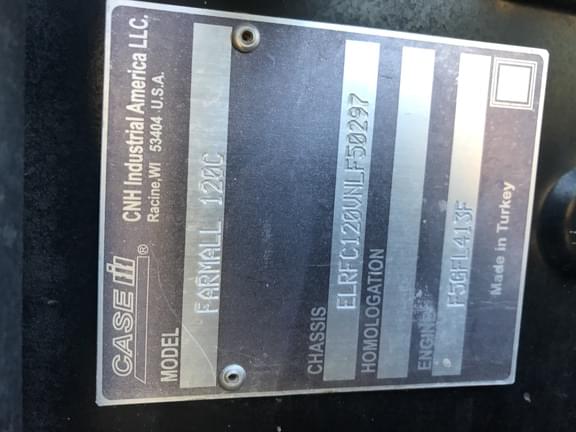 CASE IH®
CNH Industrial America LLC.
Racine,WI 53404 U.S.A.
MODEL
FARMALL 120C
CHASSIS
ELRFC120VNLF50297
HOMOLOGATION
ENGINE
F5GFL413F
Made in Turkey